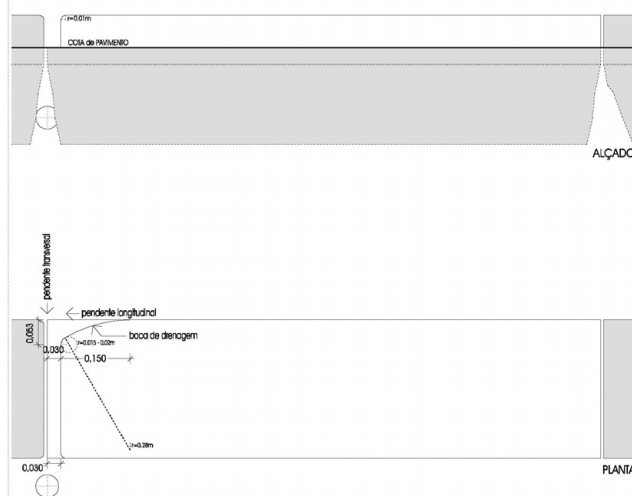 r=0.01m
COTA de PAVIMENTO
ALÇADO
pendente tranversal
pendente longitudinal
boca de drenagem
0,053
0,030
r=0.015 - 0.02m
0,150
r=0.28m
0,030
PLANTA